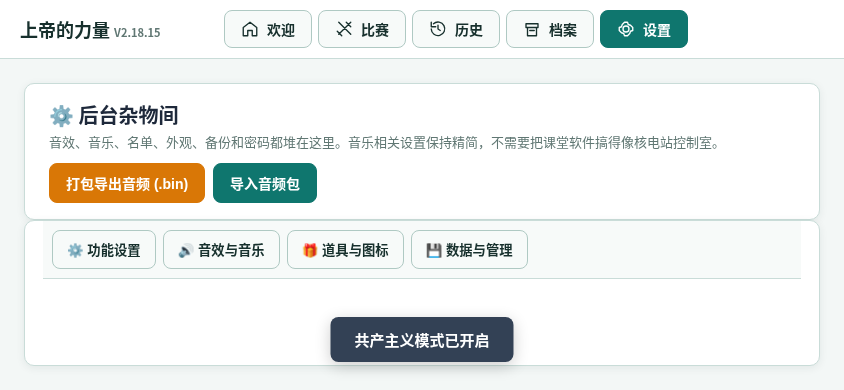 上帝的力量 V2.18.15
欢迎
比赛
历史
档案
设置
⚙️ 后台杂物间
音效、音乐、名单、外观、备份和密码都堆在这里。音乐相关设置保持精简，不需要把课堂软件搞得像核电站控制室。
打包导出音频 (.bin)
导入音频包
⚙️ 功能设置
🔊 音效与音乐
🎁 道具与图标
💾 数据与管理
共产主义模式已开启